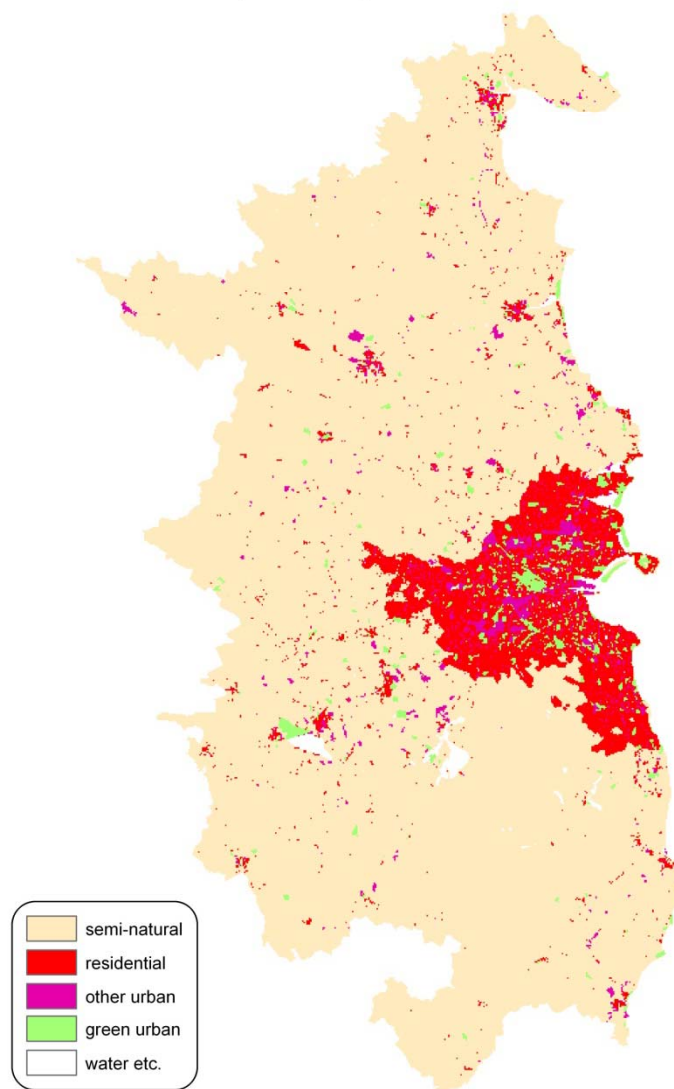 semi-natural
residential
other urban
green urban
water etc.